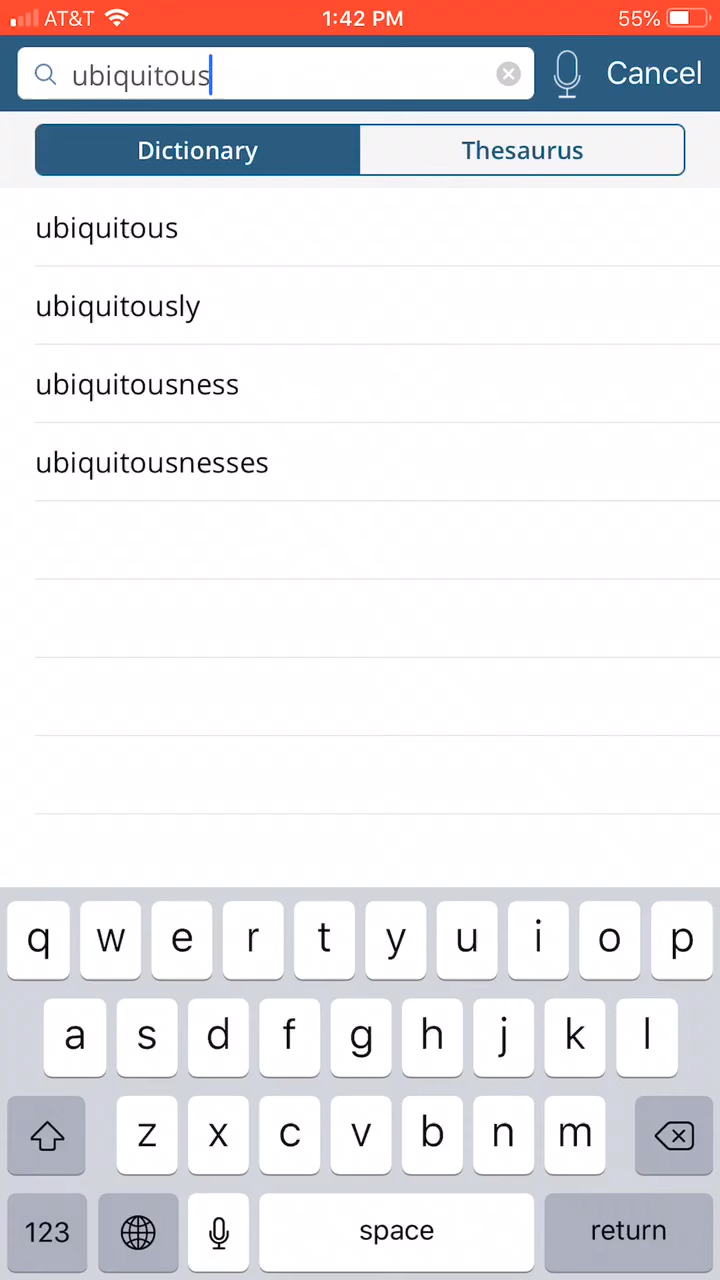 AT&T 1:42 PM 55%
ubiquitous Cancel
Dictionary Thesaurus
ubiquitous
ubiquitously
ubiquitousness
ubiquitousnesses
q w e r t y u i o p
a s d f g h j k l
z x c v b n m
123 space return